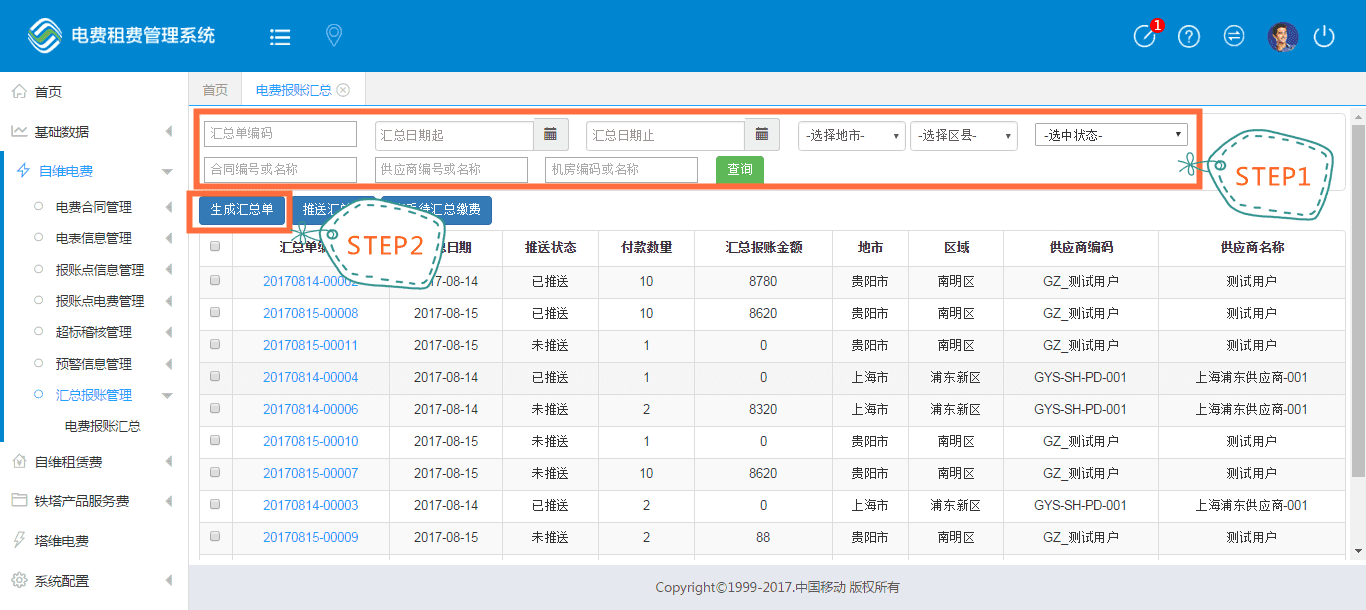 电费租费管理系统
1
首页
基础数据
自维电费
电费合同管理
电表信息管理
报账点信息管理
报账点电费管理
超标稽核管理
预警信息管理
汇总报账管理
电费报账汇总
自维租赁费
铁塔产品服务费
塔维电费
系统配置
首页 电费报账汇总
汇总单编码 汇总日期起 汇总日期止 -选择地市- -选择区县- -选中状态-
合同编号或名称 供应商编号或名称 机房编码或名称 查询
STEP1
生成汇总单 推送汇 待汇总缴费
STEP2
汇总单 日期 推送状态 付款数量 汇总报账金额 地市 区域 供应商编码 供应商名称
20170814-00002 17-08-14 已推送 10 8780 贵阳市 南明区 GZ_测试用户 测试用户
20170815-00008 2017-08-15 已推送 10 8620 贵阳市 南明区 GZ_测试用户 测试用户
20170815-00011 2017-08-15 未推送 1 0 贵阳市 南明区 GZ_测试用户 测试用户
20170814-00004 2017-08-14 已推送 1 0 上海市 浦东新区 GYS-SH-PD-001 上海浦东供应商-001
20170814-00006 2017-08-14 未推送 2 8320 上海市 浦东新区 GYS-SH-PD-001 上海浦东供应商-001
20170815-00010 2017-08-15 未推送 1 0 贵阳市 南明区 GZ_测试用户 测试用户
20170815-00007 2017-08-15 未推送 10 8620 贵阳市 南明区 GZ_测试用户 测试用户
20170814-00003 2017-08-14 已推送 2 0 上海市 浦东新区 GYS-SH-PD-001 上海浦东供应商-001
20170815-00009 2017-08-15 未推送 2 88 贵阳市 南明区 GZ_测试用户 测试用户
Copyright©1999-2017.中国移动 版权所有